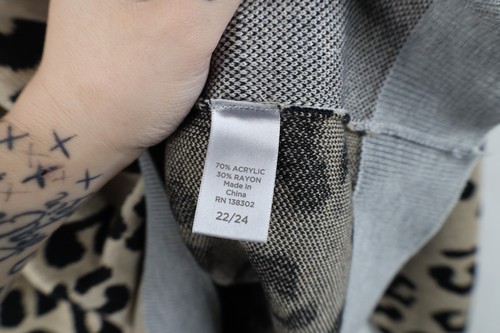 70% ACRYLIC
30% RAYON
Made in
China
RN 138302
22/24